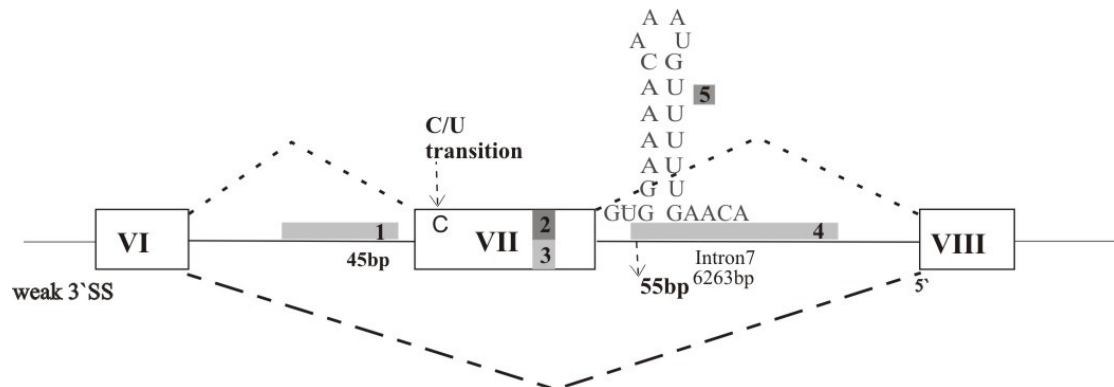 A A
A U
C G
A U
5
A U
A U
A U
G U
GUG GAACA
C/U
transition
C
VI
1
VII
2
3
4
VIII
45bp
55bp
Intron7
6263bp
5`
weak 3`SS